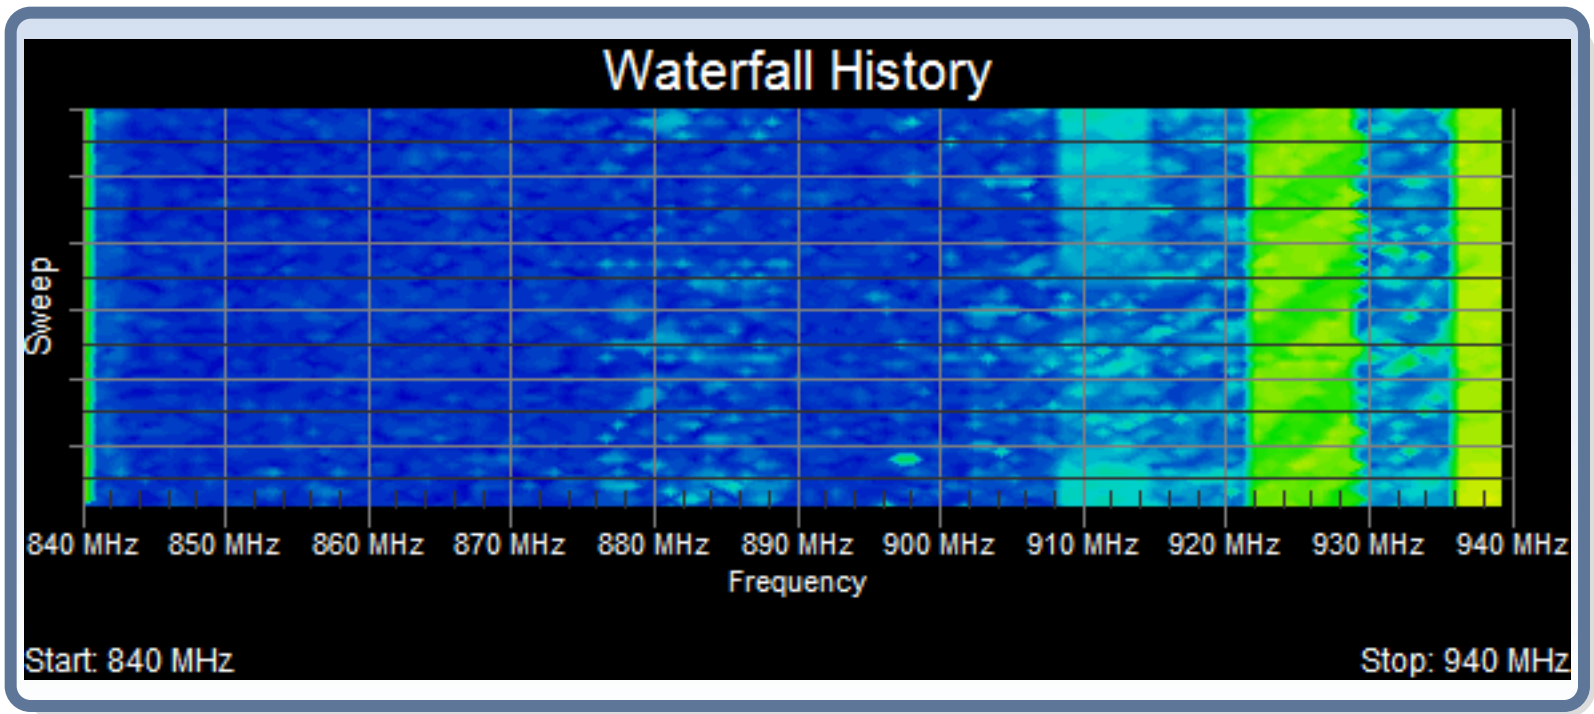 Waterfall History
Sweep
840 MHz 850 MHz 860 MHz 870 MHz 880 MHz 890 MHz 900 MHz 910 MHz 920 MHz 930 MHz 940 MHz
Frequency
Start: 840 MHz
Stop: 940 MHz